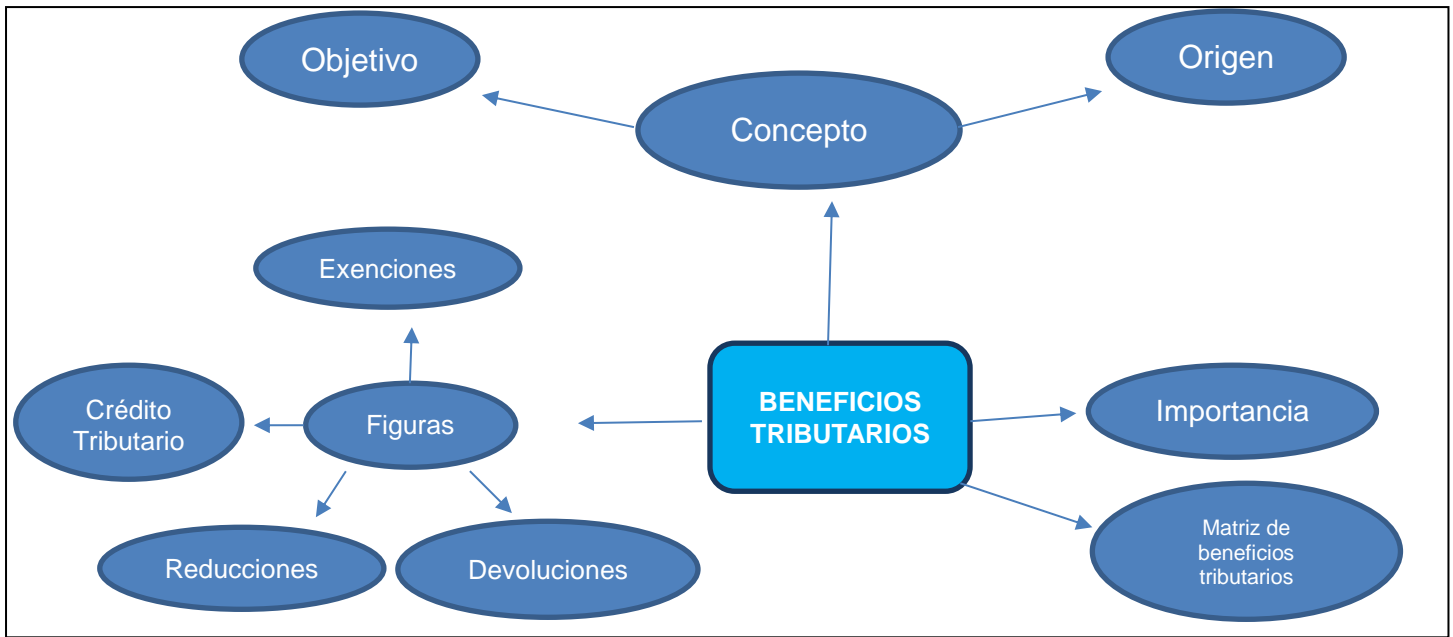 Objetivo
Origen
Concepto
Exenciones
BENEFICIOS
TRIBUTARIOS
Crédito
Tributario
Figuras
Importancia
Reducciones
Devoluciones
Matriz de
beneficios
tributarios